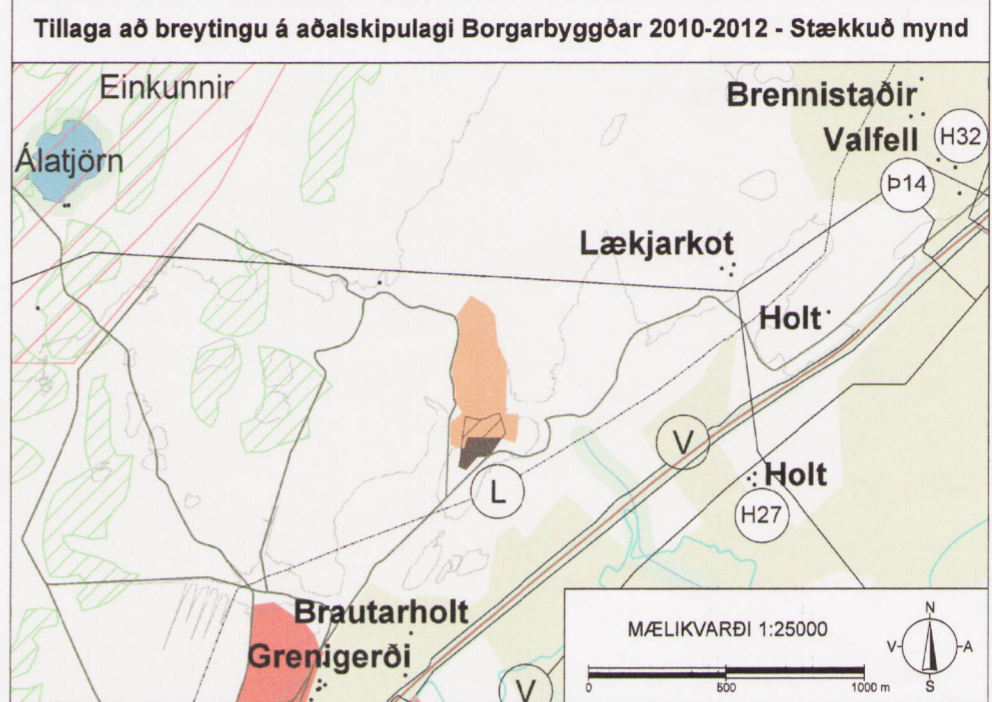 Tillaga að breytingu á aðalskipulagi Borgarbyggðar 2010-2012 - Stækkuð mynd
Einkunnir
Brennistaðir
Valfell
H32
Álatjörn
Þ14
Lækjarkot
Holt
V
Holt
L
H27
Brautarholt
Grenigerði
V
MÆLIKVARÐI 1:25000
N
V
A
S
0 500 1000 m